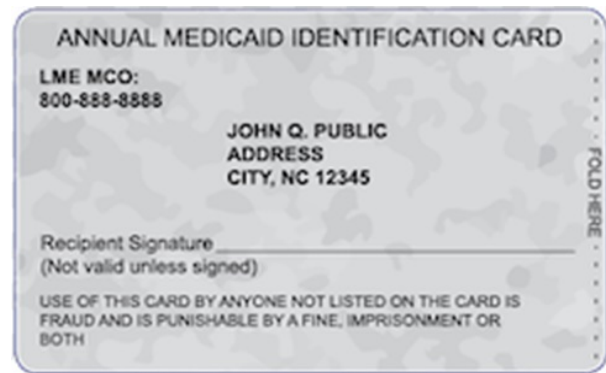 ANNUAL MEDICAID IDENTIFICATION CARD
LME MCO:
800-888-8888
JOHN Q. PUBLIC
ADDRESS
CITY, NC 12345
FOLD HERE
Recipient Signature
(Not valid unless signed)
USE OF THIS CARD BY ANYONE NOT LISTED ON THE CARD IS
FRAUD AND IS PUNISHABLE BY A FINE, IMPRISONMENT OR
BOTH